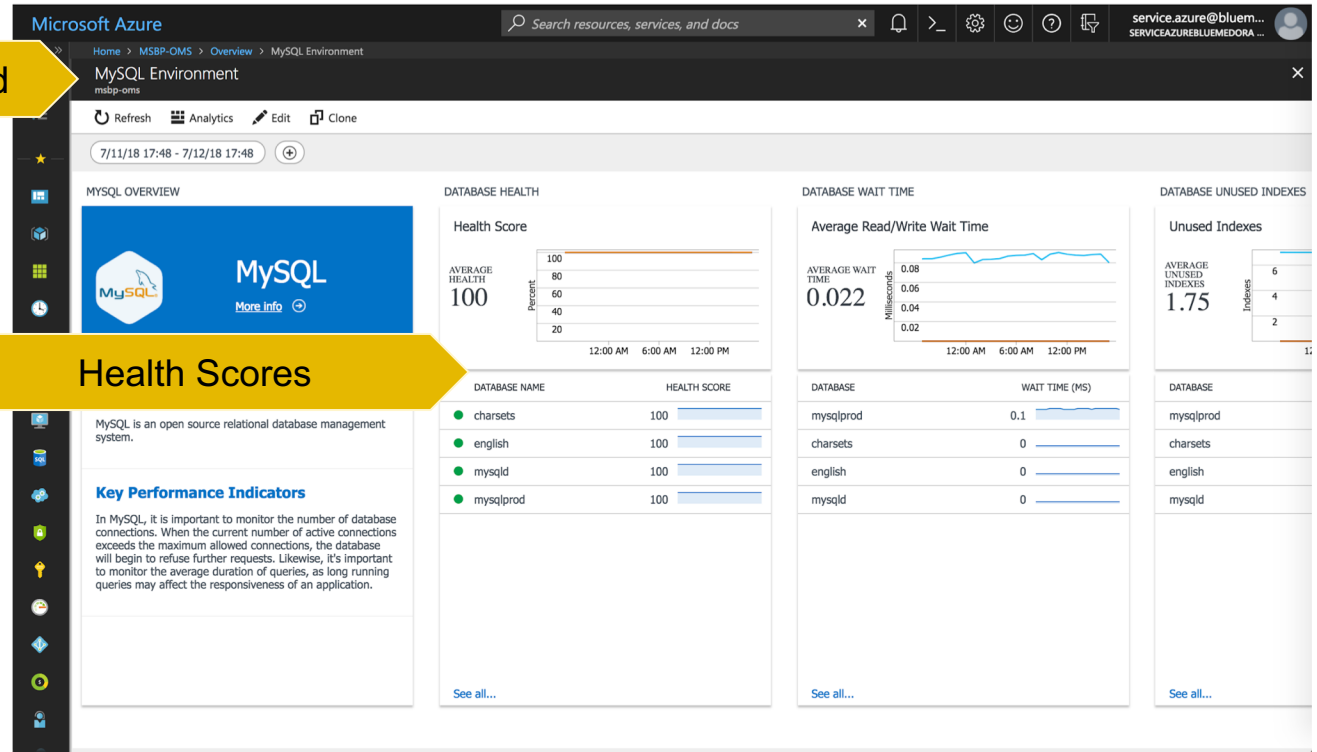 Microsoft Azure
Search resources, services, and docs
service.azure@bluem...
SERVICEAZUREBLUEMEDORA ...
Home > MSBP-OMS > Overview > MySQL Environment
d
MySQL Environment
msbp-oms
Refresh Analytics Edit Clone
7/11/18 17:48 - 7/12/18 17:48
MYSQL OVERVIEW
MySQL
MySQL
More info
Health Scores
MySQL is an open source relational database management
system.
Key Performance Indicators
In MySQL, it is important to monitor the number of database
connections. When the current number of active connections
exceeds the maximum allowed connections, the database
will begin to refuse further requests. Likewise, it's important
to monitor the average duration of queries, as long running
queries may affect the responsiveness of an application.
DATABASE HEALTH
Health Score
AVERAGE
HEALTH
100
Percent
100
80
60
40
20
12:00 AM 6:00 AM 12:00 PM
DATABASE NAME HEALTH SCORE
charsets 100
english 100
mysqld 100
mysqlprod 100
See all...
DATABASE WAIT TIME
Average Read/Write Wait Time
AVERAGE WAIT
TIME
0.022
Milliseconds
0.08
0.06
0.04
0.02
12:00 AM 6:00 AM 12:00 PM
DATABASE WAIT TIME (MS)
mysqlprod 0.1
charsets 0
english 0
mysqld 0
See all...
DATABASE UNUSED INDEXES
Unused Indexes
AVERAGE
UNUSED
INDEXES
1.75
Indexes
6
4
2
12
DATABASE
mysqlprod
charsets
english
mysqld
See all...